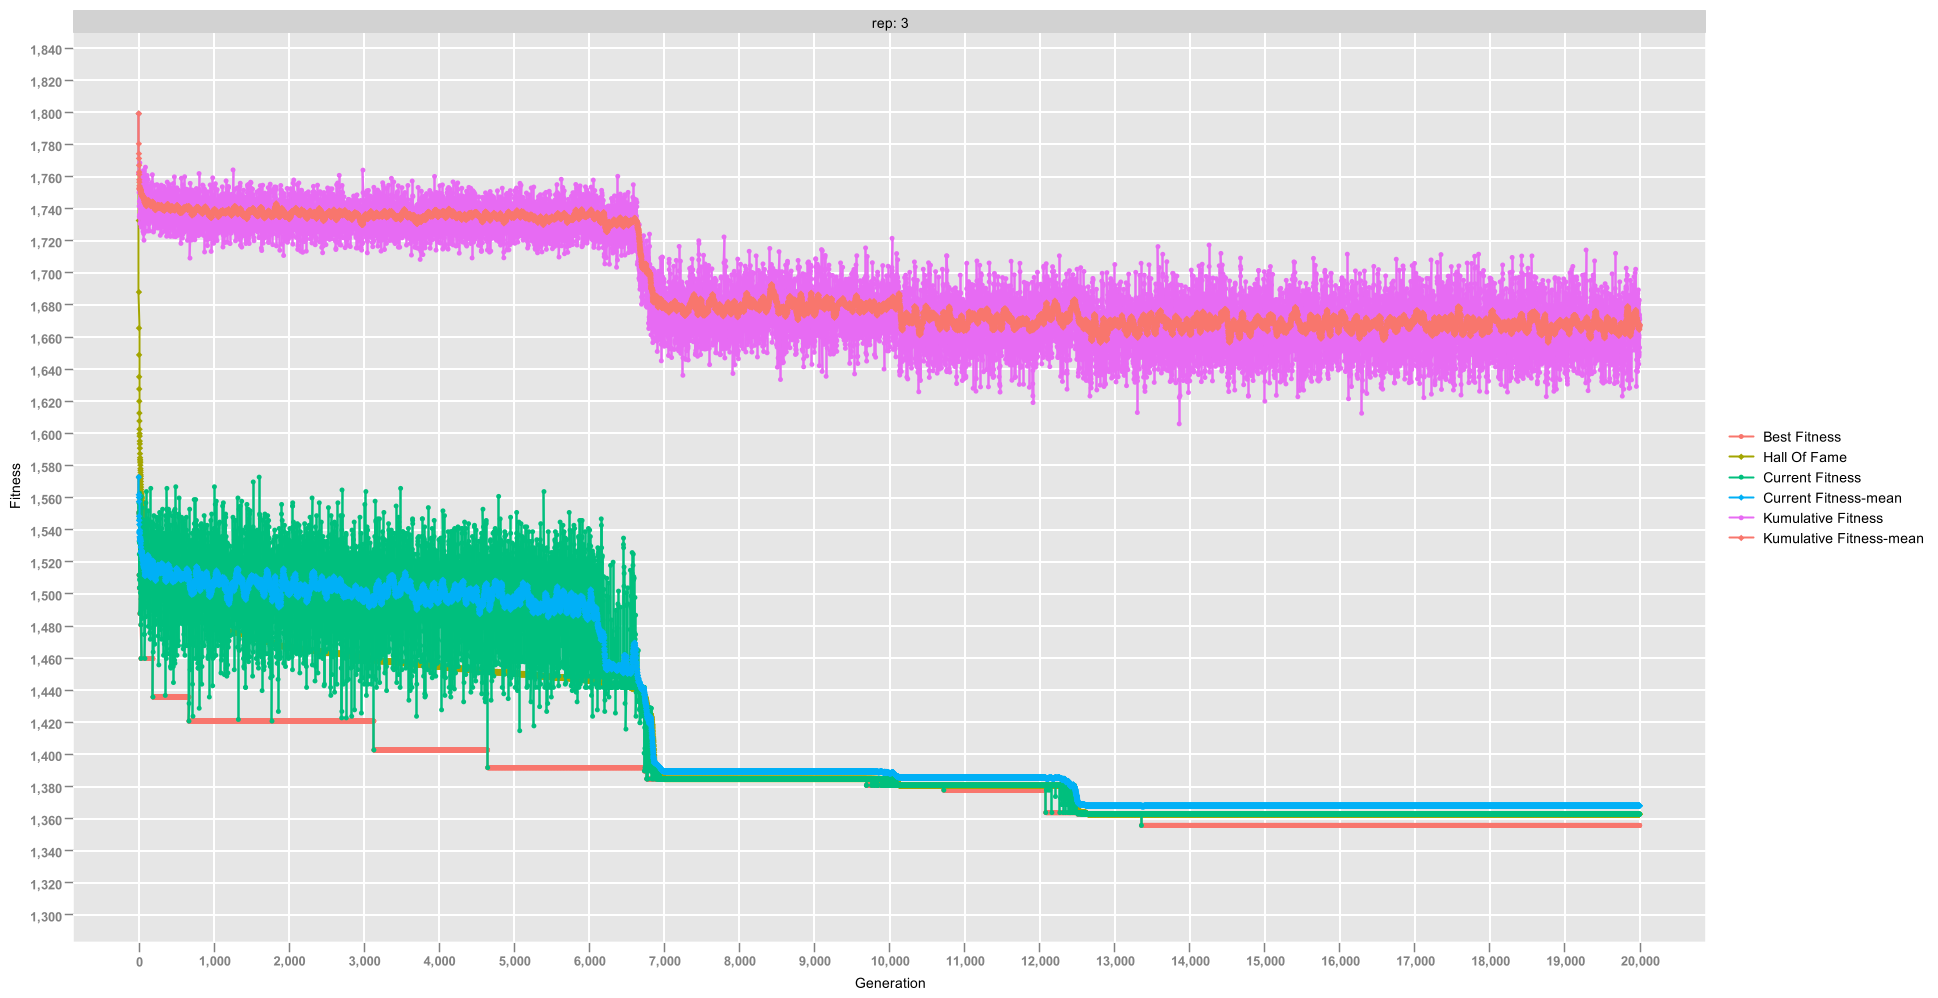 rep: 3
1,840
1,820
1,800
1,780
1,760
1,740
1,720
1,700
1,680
1,660
1,640
1,620
1,600
1,580
1,560
1,540
1,520
1,500
1,480
1,460
1,440
1,420
1,400
1,380
1,360
1,340
1,320
1,300
Fitness
0 1,000 2,000 3,000 4,000 5,000 6,000 7,000 8,000 9,000 10,000 11,000 12,000 13,000 14,000 15,000 16,000 17,000 18,000 19,000 20,000
Generation
Best Fitness
Hall Of Fame
Current Fitness
Current Fitness-mean
Kumulative Fitness
Kumulative Fitness-mean